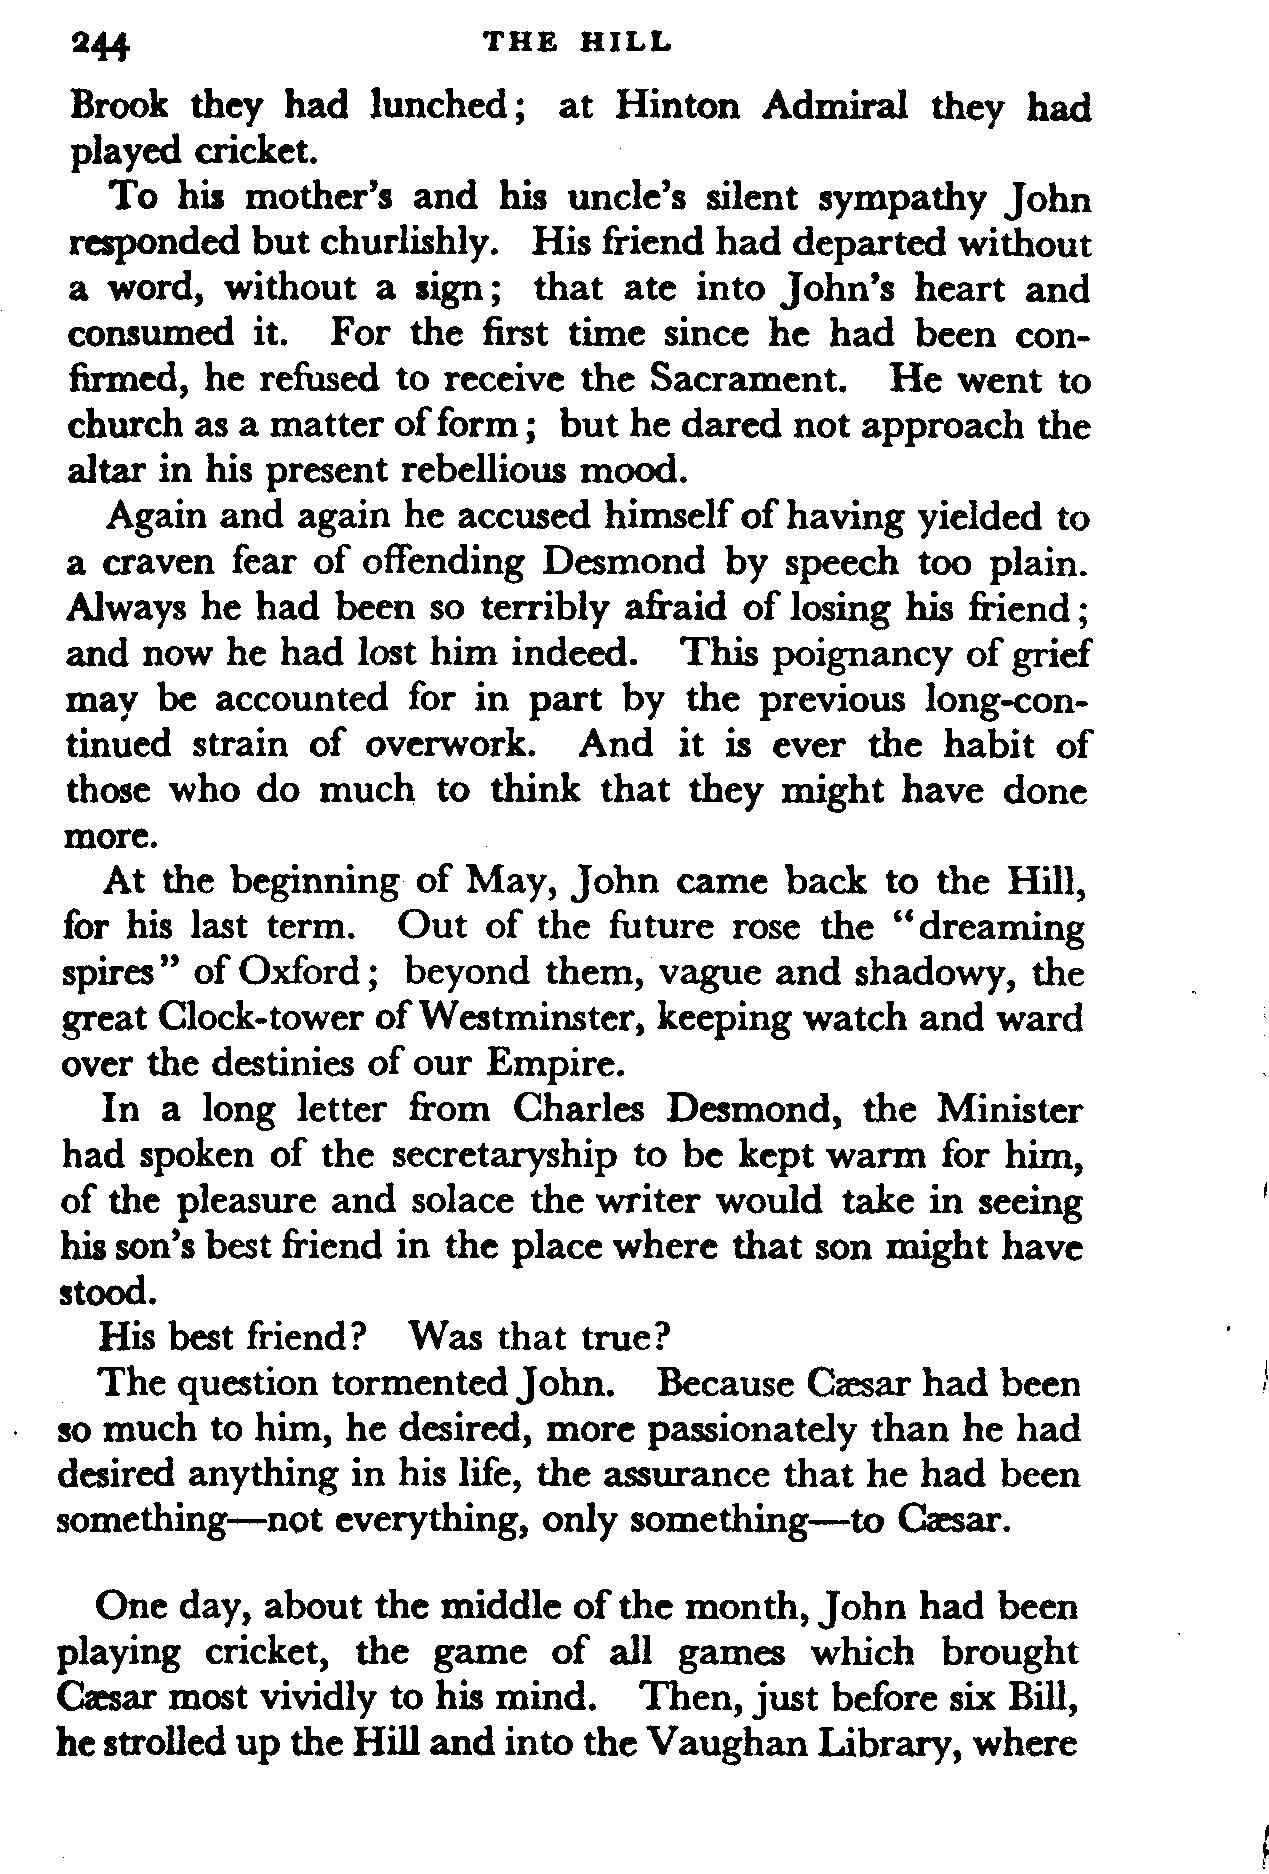 244 THE HILL
Brook they had lunched; at Hinton Admiral they had
played cricket.
To his mother's and his uncle's silent sympathy John
responded but churlishly. His friend had departed without
a word, without a sign; that ate into John's heart and
consumed it. For the first time since he had been con-
firmed, he refused to receive the Sacrament. He went to
church as a matter of form; but he dared not approach the
altar in his present rebellious mood.
Again and again he accused himself of having yielded to
a craven fear of offending Desmond by speech too plain.
Always he had been so terribly afraid of losing his friend;
and now he had lost him indeed. This poignancy of grief
may be accounted for in part by the previous long-con-
tinued strain of overwork. And it is ever the habit of
those who do much to think that they might have done
more.
At the beginning of May, John came back to the Hill,
for his last term. Out of the future rose the "dreaming
spires" of Oxford; beyond them, vague and shadowy, the
great Clock-tower of Westminster, keeping watch and ward
over the destinies of our Empire.
In a long letter from Charles Desmond, the Minister
had spoken of the secretaryship to be kept warm for him,
of the pleasure and solace the writer would take in seeing
his son's best friend in the place where that son might have
stood.
His best friend? Was that true?
The question tormented John. Because Cæsar had been
so much to him, he desired, more passionately than he had
desired anything in his life, the assurance that he had been
something—not everything, only something—to Cæsar.
One day, about the middle of the month, John had been
playing cricket, the game of all games which brought
Cæsar most vividly to his mind. Then, just before six Bill,
he strolled up the Hill and into the Vaughan Library, where